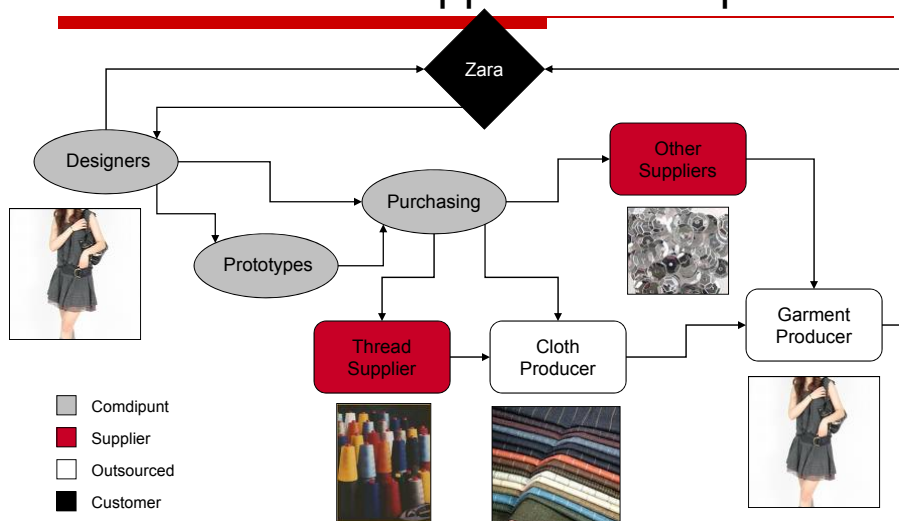 Zara
Designers
Other
Suppliers
Purchasing
Prototypes
Garment
Producer
Thread
Supplier
Cloth
Producer
Comdipunt
Supplier
Outsourced
Customer